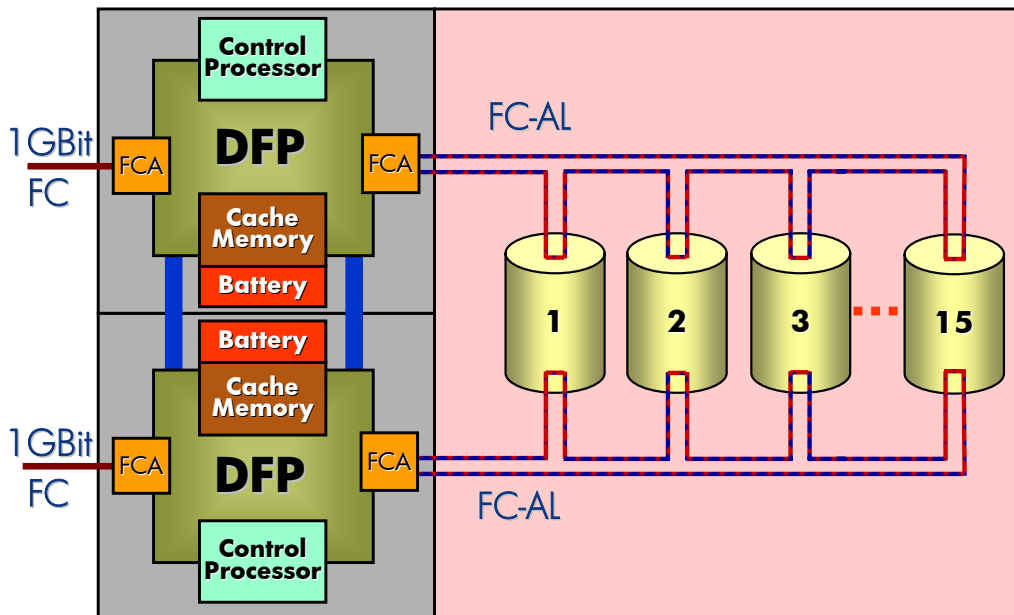 Control
Processor
FC-AL
1GBit
FCA
DFP
FCA
FC
Cache
Memory
Battery
1
2
3
15
Battery
Cache
Memory
1GBit
FCA
DFP
FCA
FC
FC-AL
Control
Processor